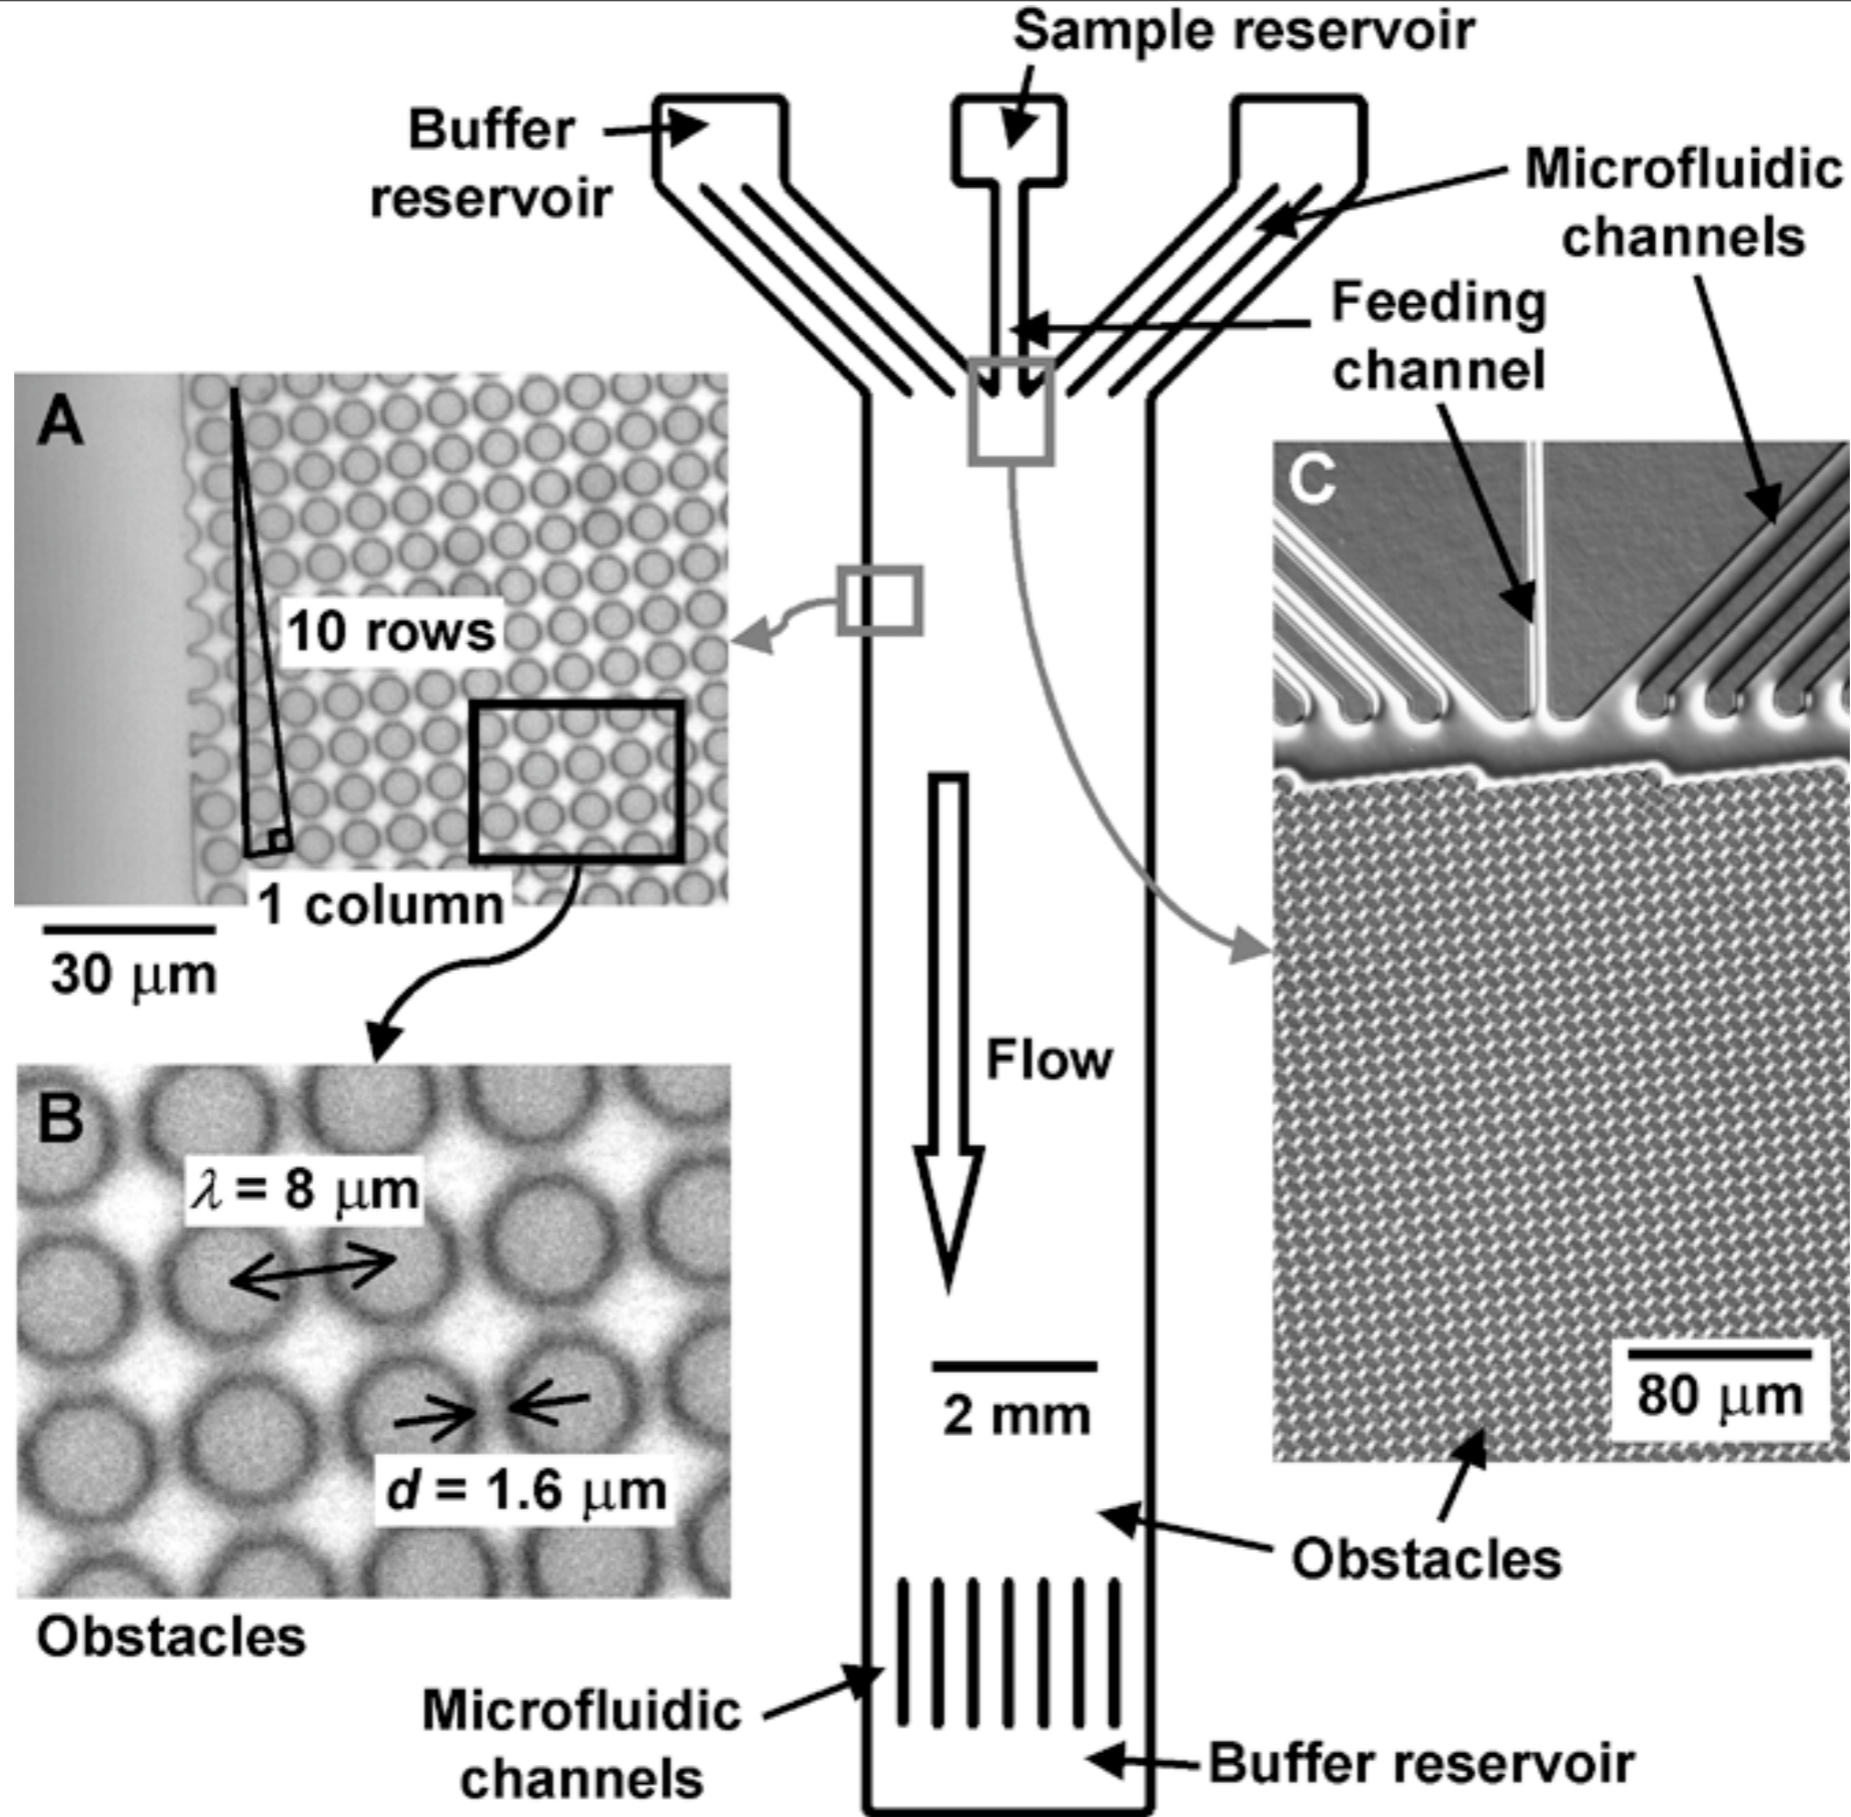 Sample reservoir
Buffer
reservoir
Microfluidic
channels
Feeding
channel
A
10 rows
1 column
30 μm
C
B
λ = 8 μm
d = 1.6 μm
Obstacles
Flow
2 mm
80 μm
Obstacles
Microfluidic
channels
Buffer reservoir